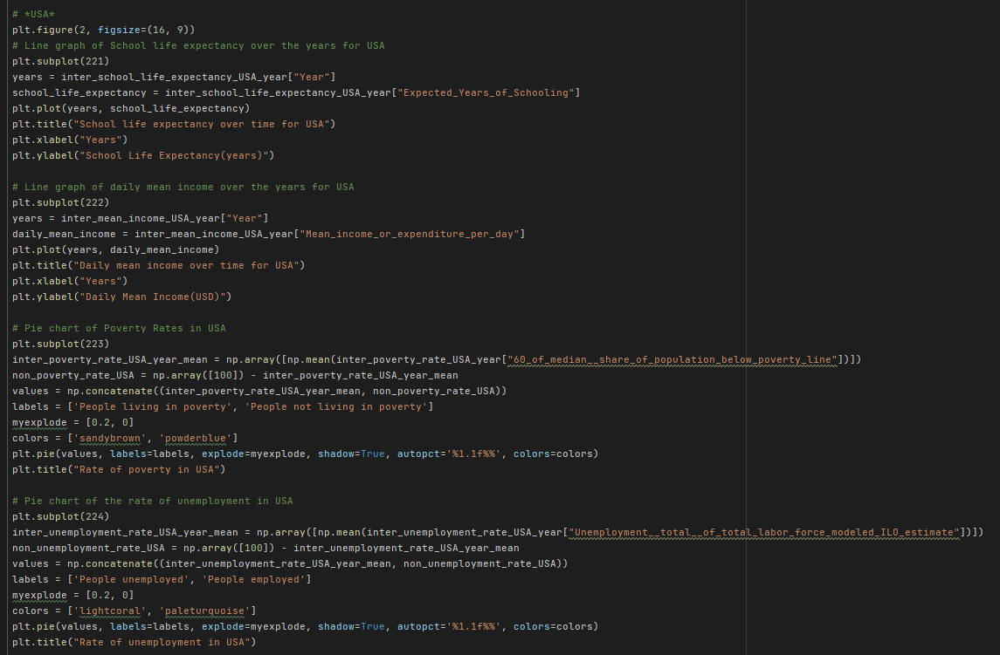 # *USA*
plt.figure(2, figsize=(16, 9))
# Line graph of School life expectancy over the years for USA
plt.subplot(221)
years = inter_school_life_expectancy_USA_year["Year"]
school_life_expectancy = inter_school_life_expectancy_USA_year["Expected_Years_of_Schooling"]
plt.plot(years, school_life_expectancy)
plt.title("School life expectancy over time for USA")
plt.xlabel("Years")
plt.ylabel("School Life Expectancy(years)")

# Line graph of daily mean income over the years for USA
plt.subplot(222)
years = inter_mean_income_USA_year["Year"]
daily_mean_income = inter_mean_income_USA_year["Mean_income_or_expenditure_per_day"]
plt.plot(years, daily_mean_income)
plt.title("Daily mean income over time for USA")
plt.xlabel("Years")
plt.ylabel("Daily Mean Income(USD)")

# Pie chart of Poverty Rates in USA
plt.subplot(223)
inter_poverty_rate_USA_year_mean = np.array([np.mean(inter_poverty_rate_USA_year["60_of_median__share_of_population_below_poverty_line"])])
non_poverty_rate_USA = np.array([100]) - inter_poverty_rate_USA_year_mean
values = np.concatenate((inter_poverty_rate_USA_year_mean, non_poverty_rate_USA))
labels = ['People living in poverty', 'People not living in poverty']
myexplode = [0.2, 0]
colors = ['sandybrown', 'powderblue']
plt.pie(values, labels=labels, explode=myexplode, shadow=True, autopct='%1.1f%%', colors=colors)
plt.title("Rate of poverty in USA")

# Pie chart of the rate of unemployment in USA
plt.subplot(224)
inter_unemployment_rate_USA_year_mean = np.array([np.mean(inter_unemployment_rate_USA_year["Unemployment__total__of_total_labor_force_modeled_ILO_estimate"])])
non_unemployment_rate_USA = np.array([100]) - inter_unemployment_rate_USA_year_mean
values = np.concatenate((inter_unemployment_rate_USA_year_mean, non_unemployment_rate_USA))
labels = ['People unemployed', 'People employed']
myexplode = [0.2, 0]
colors = ['lightcoral', 'paleturquoise']
plt.pie(values, labels=labels, explode=myexplode, shadow=True, autopct='%1.1f%%', colors=colors)
plt.title("Rate of unemployment in USA")